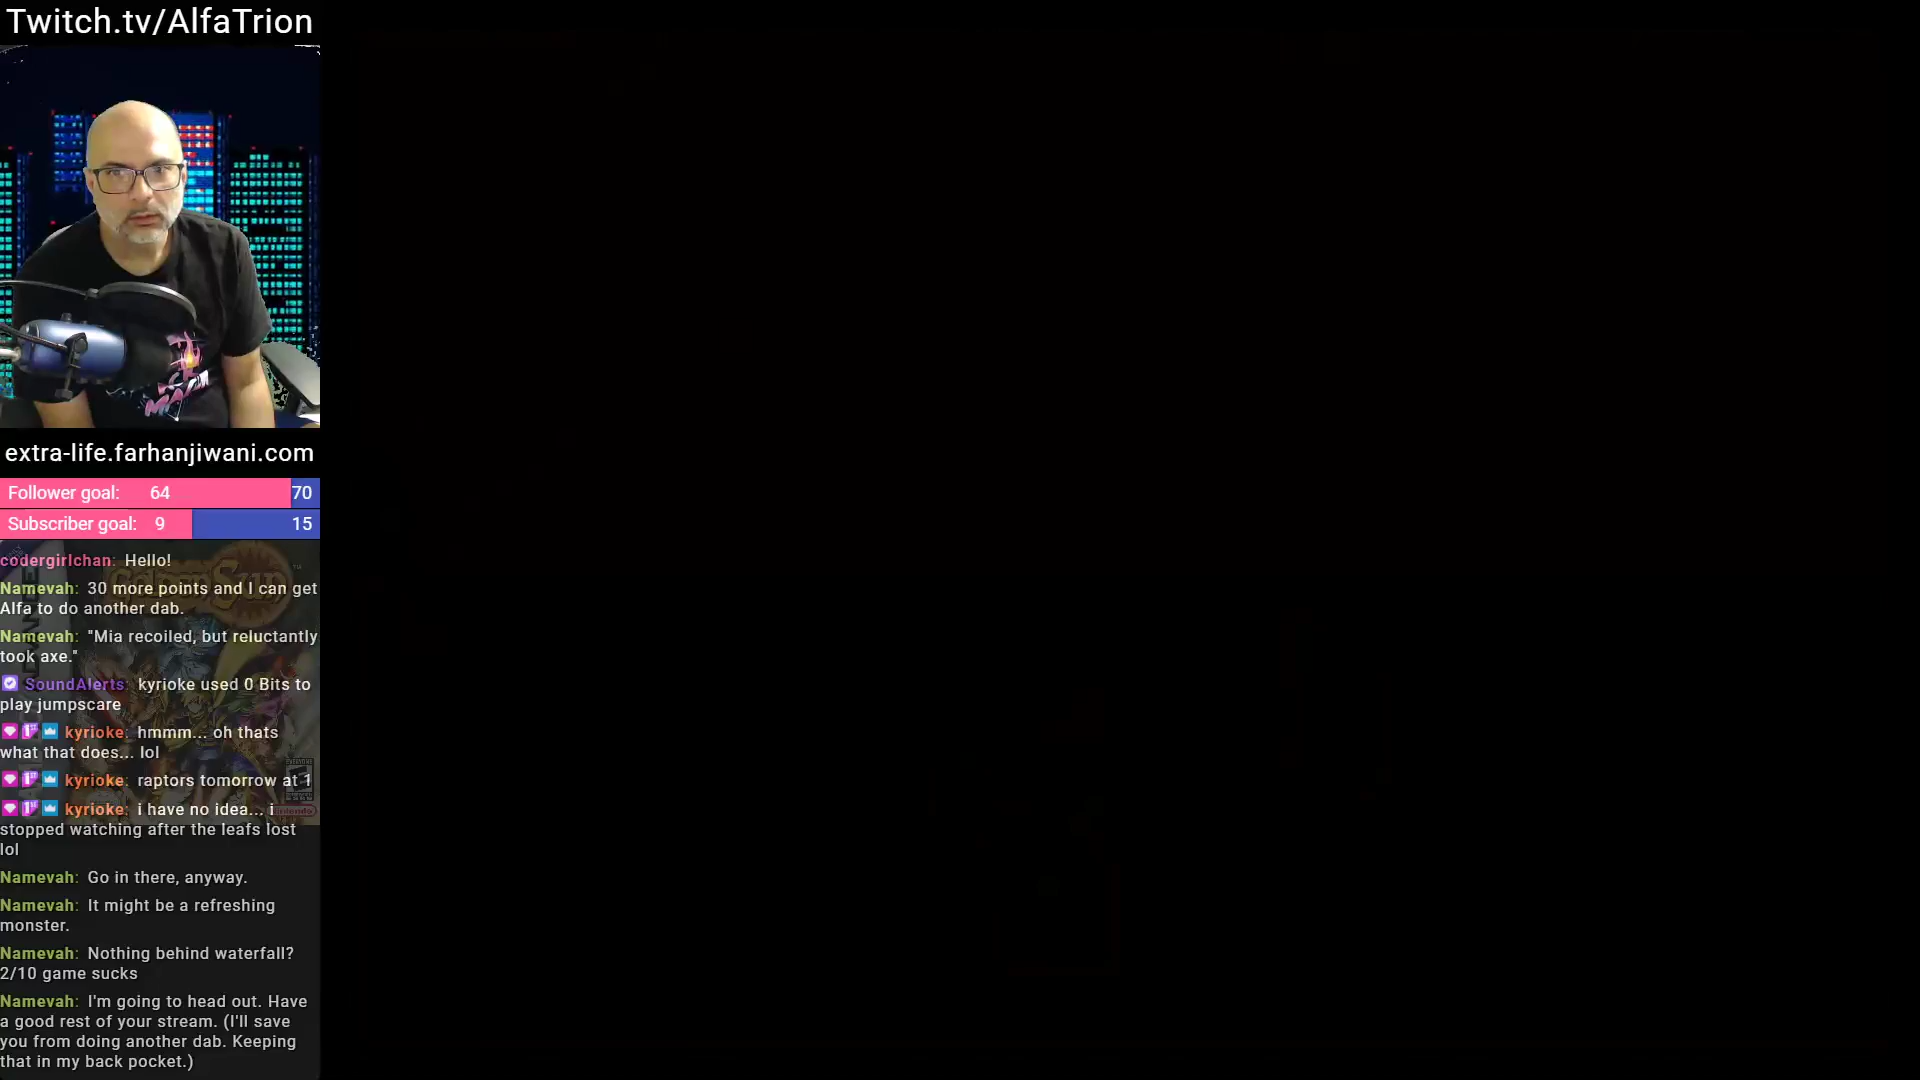 Twitch.tv/AlfaTrion
extra-life.farhanjiwani.com
Follower goal: 64 70
Subscriber goal: 9 15
codergirlchan: Hello!
Namevah: 30 more points and I can get
Alfa to do another dab.
Namevah: "Mia recoiled, but reluctantly
took axe."
SoundAlerts: kyrioke used 0 Bits to
play jumpscare
kyrioke: hmmm... oh thats
what that does... lol
kyrioke: raptors tomorrow at 1
kyrioke: i have no idea... i
stopped watching after the leafs lost
lol
Namevah: Go in there, anyway.
Namevah: It might be a refreshing
monster.
Namevah: Nothing behind waterfall?
2/10 game sucks
Namevah: I'm going to head out. Have
a good rest of your stream. (I'll save
you from doing another dab. Keeping
that in my back pocket.)